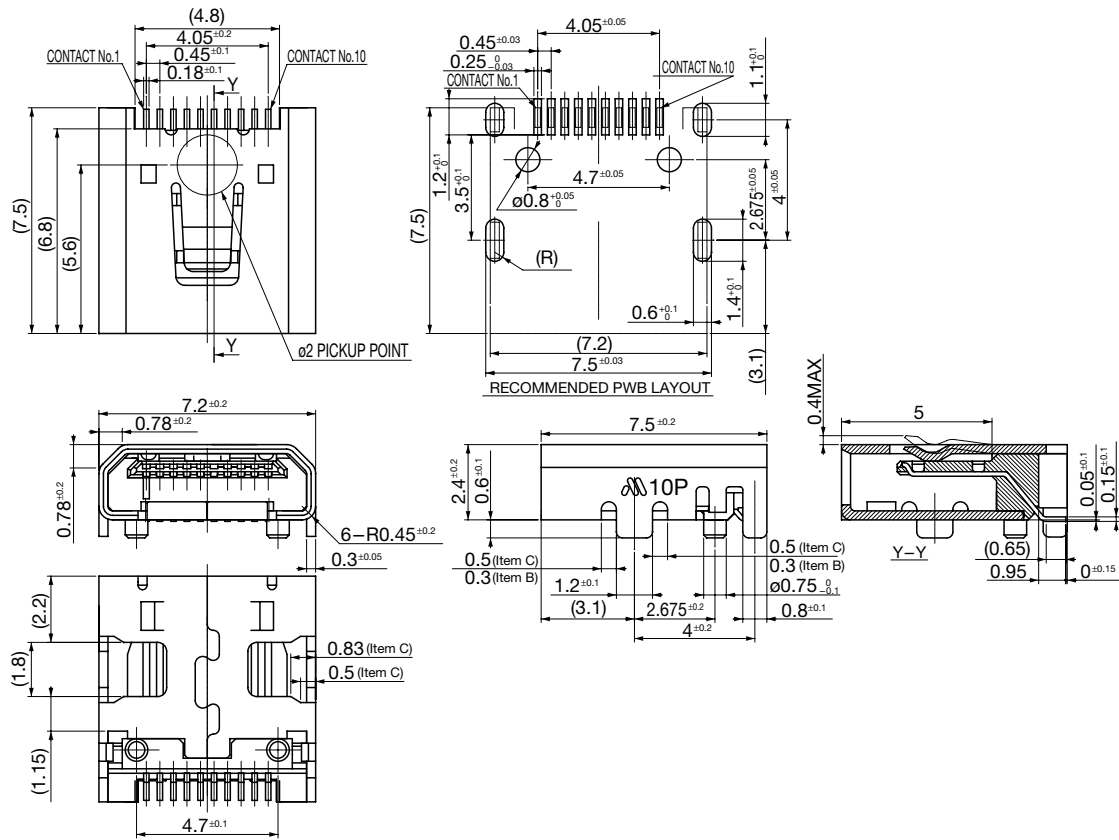 (4.8)
4.05±0.2
CONTACT No.1
0.45±0.1
CONTACT No.10
0.18±0.1
Y
(7.5)
(6.8)
(5.6)
Y
ø2 PICKUP POINT
4.05±0.05
0.45±0.03
0.25 0 -0.03
CONTACT No.1
CONTACT No.10
1.1+0.1 0
1.2+0.1 0
3.5+0.1 0
4.7±0.05
ø0.8+0.05 0
2.675±0.05
4±0.05
(7.5)
(R)
1.4+0.1 0
0.6+0.1 0
(7.2)
(3.1)
7.5±0.03
RECOMMENDED PWB LAYOUT
7.2±0.2
0.78±0.2
0.78±0.2
6–R0.45±0.2
0.3±0.05
7.5±0.2
2.4±0.2
0.6±0.1
10P
0.5 (Item C)
0.3 (Item B)
0.5 (Item C)
0.3 (Item B)
1.2±0.1
ø0.75 0 -0.1
(3.1)
2.675±0.2
0.8±0.1
4±0.2
0.4MAX
5
0.05±0.1
0.15±0.1
Y–Y
(0.65)
0.95
0±0.15
(2.2)
(1.8)
0.83 (Item C)
0.5 (Item C)
(1.15)
4.7±0.1